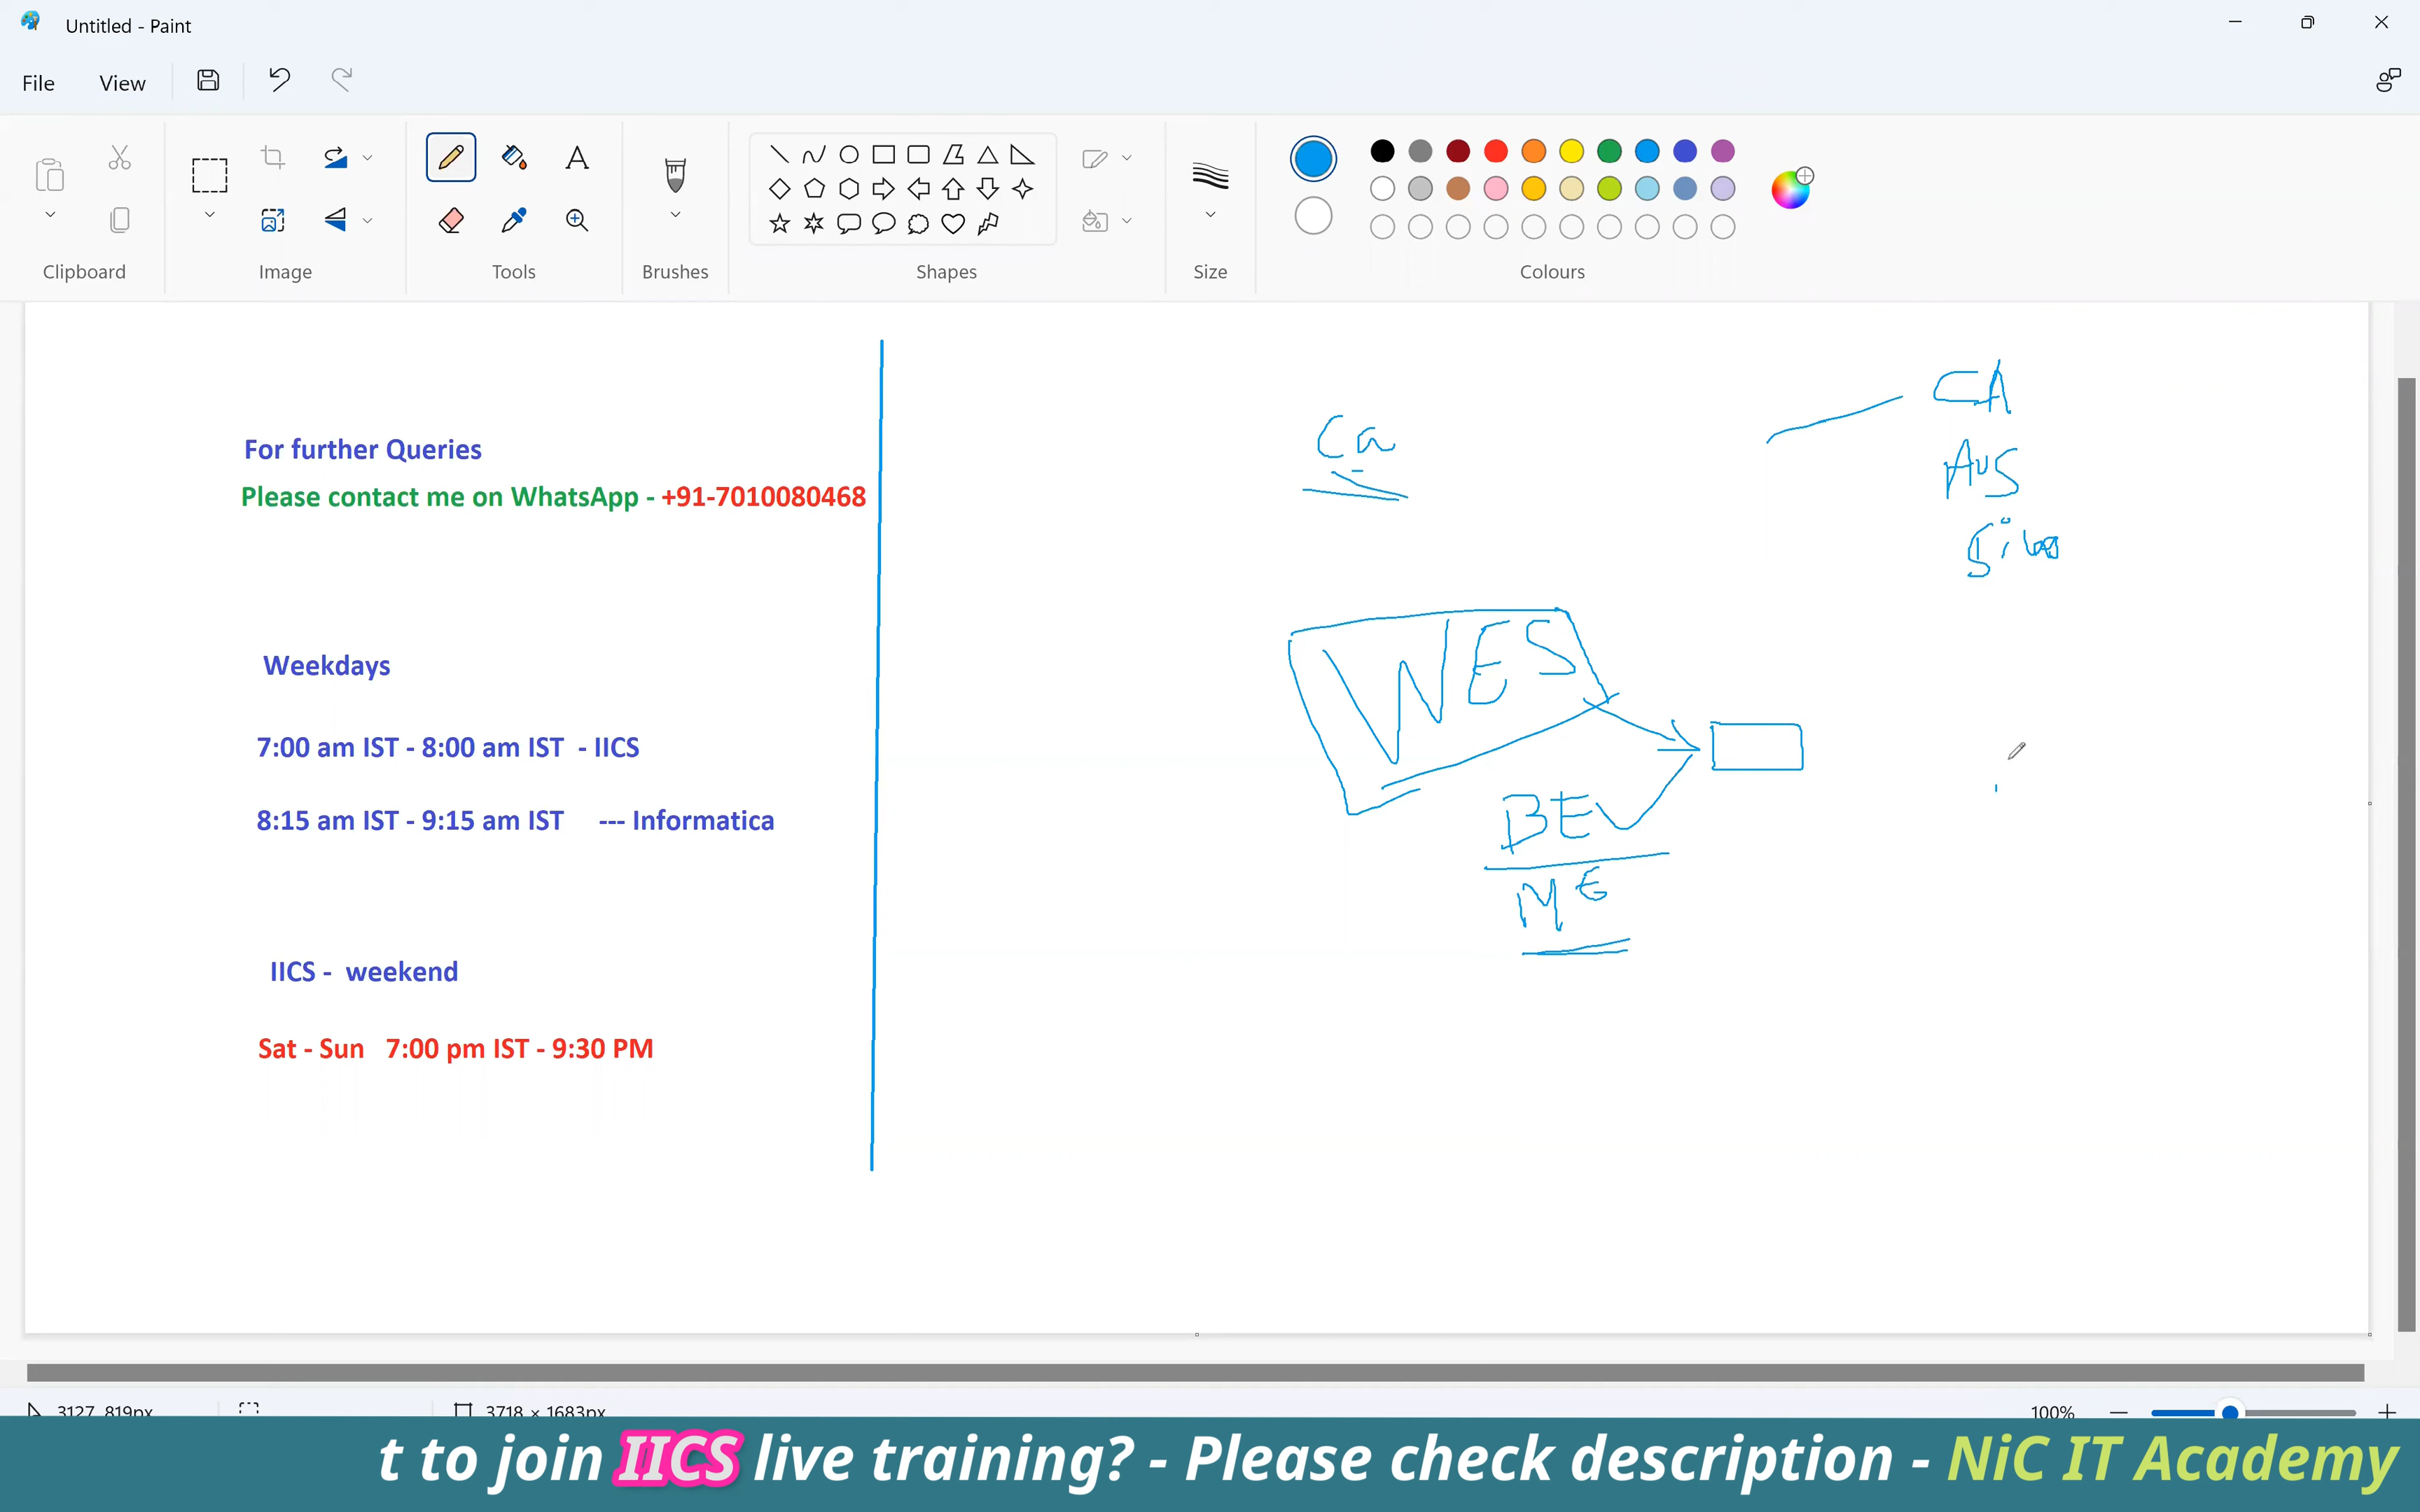 Untitled - Paint
File View
Clipboard Image Tools Brushes Shapes Size Colours
For further Queries
Please contact me on WhatsApp - +91-7010080468
Weekdays
7:00 am IST - 8:00 am IST - IICS
8:15 am IST - 9:15 am IST --- Informatica
IICS - weekend
Sat - Sun 7:00 pm IST - 9:30 PM
Ca
CA
Aus
WES
BE
ME
3127, 819px 3718 × 1683px 100%
t to join IICS live training? - Please check description - NiC IT Academy